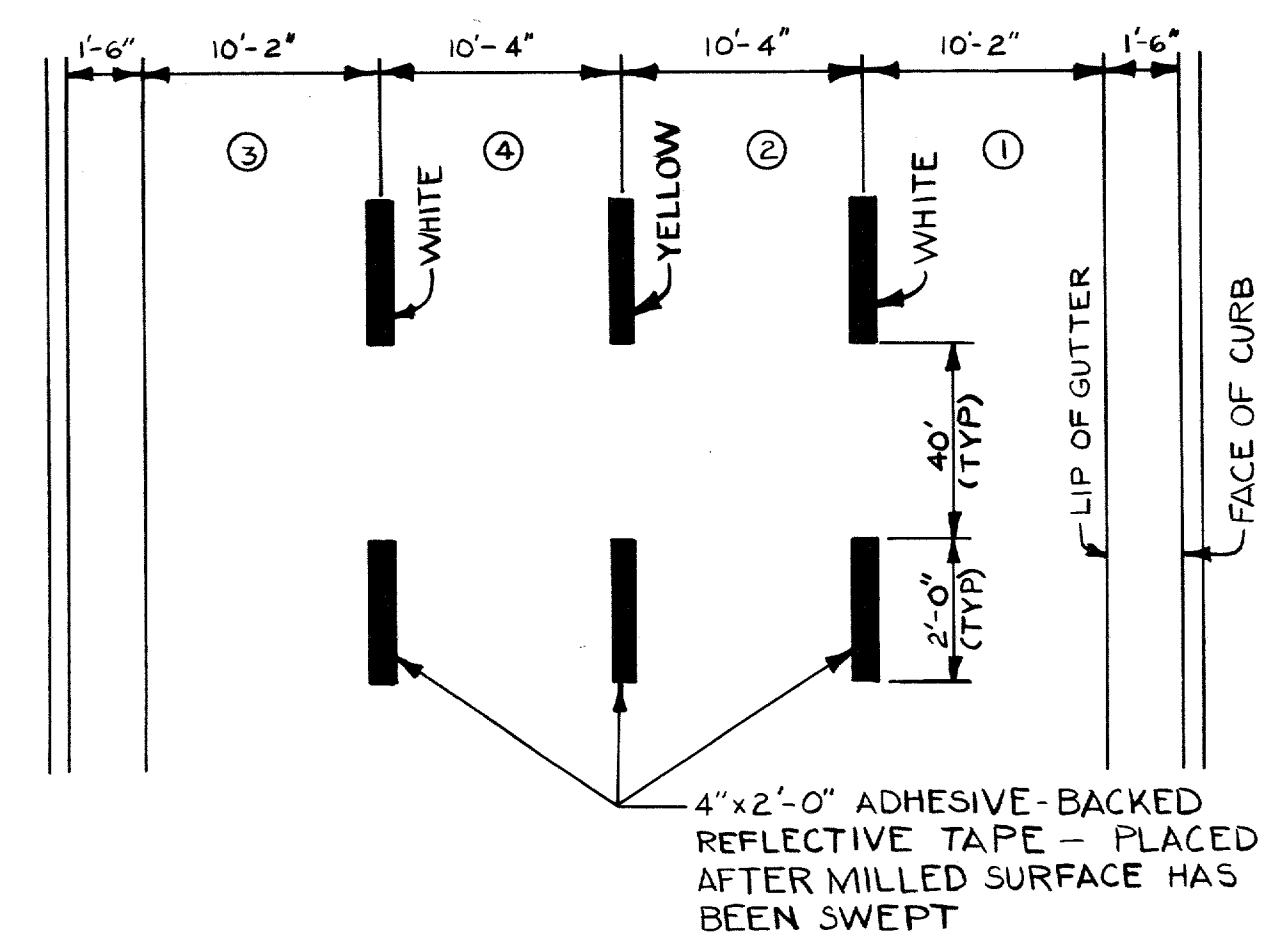 1'-6" 10'-2" 10'-4" 10'-4" 10'-2" 1'-6"
3 4 2 1
WHITE
YELLOW
WHITE
LIP OF GUTTER
FACE OF CURB
40'
(TYP)
2'-0"
(TYP)
4"x2'-0" ADHESIVE-BACKED
REFLECTIVE TAPE – PLACED
AFTER MILLED SURFACE HAS
BEEN SWEPT